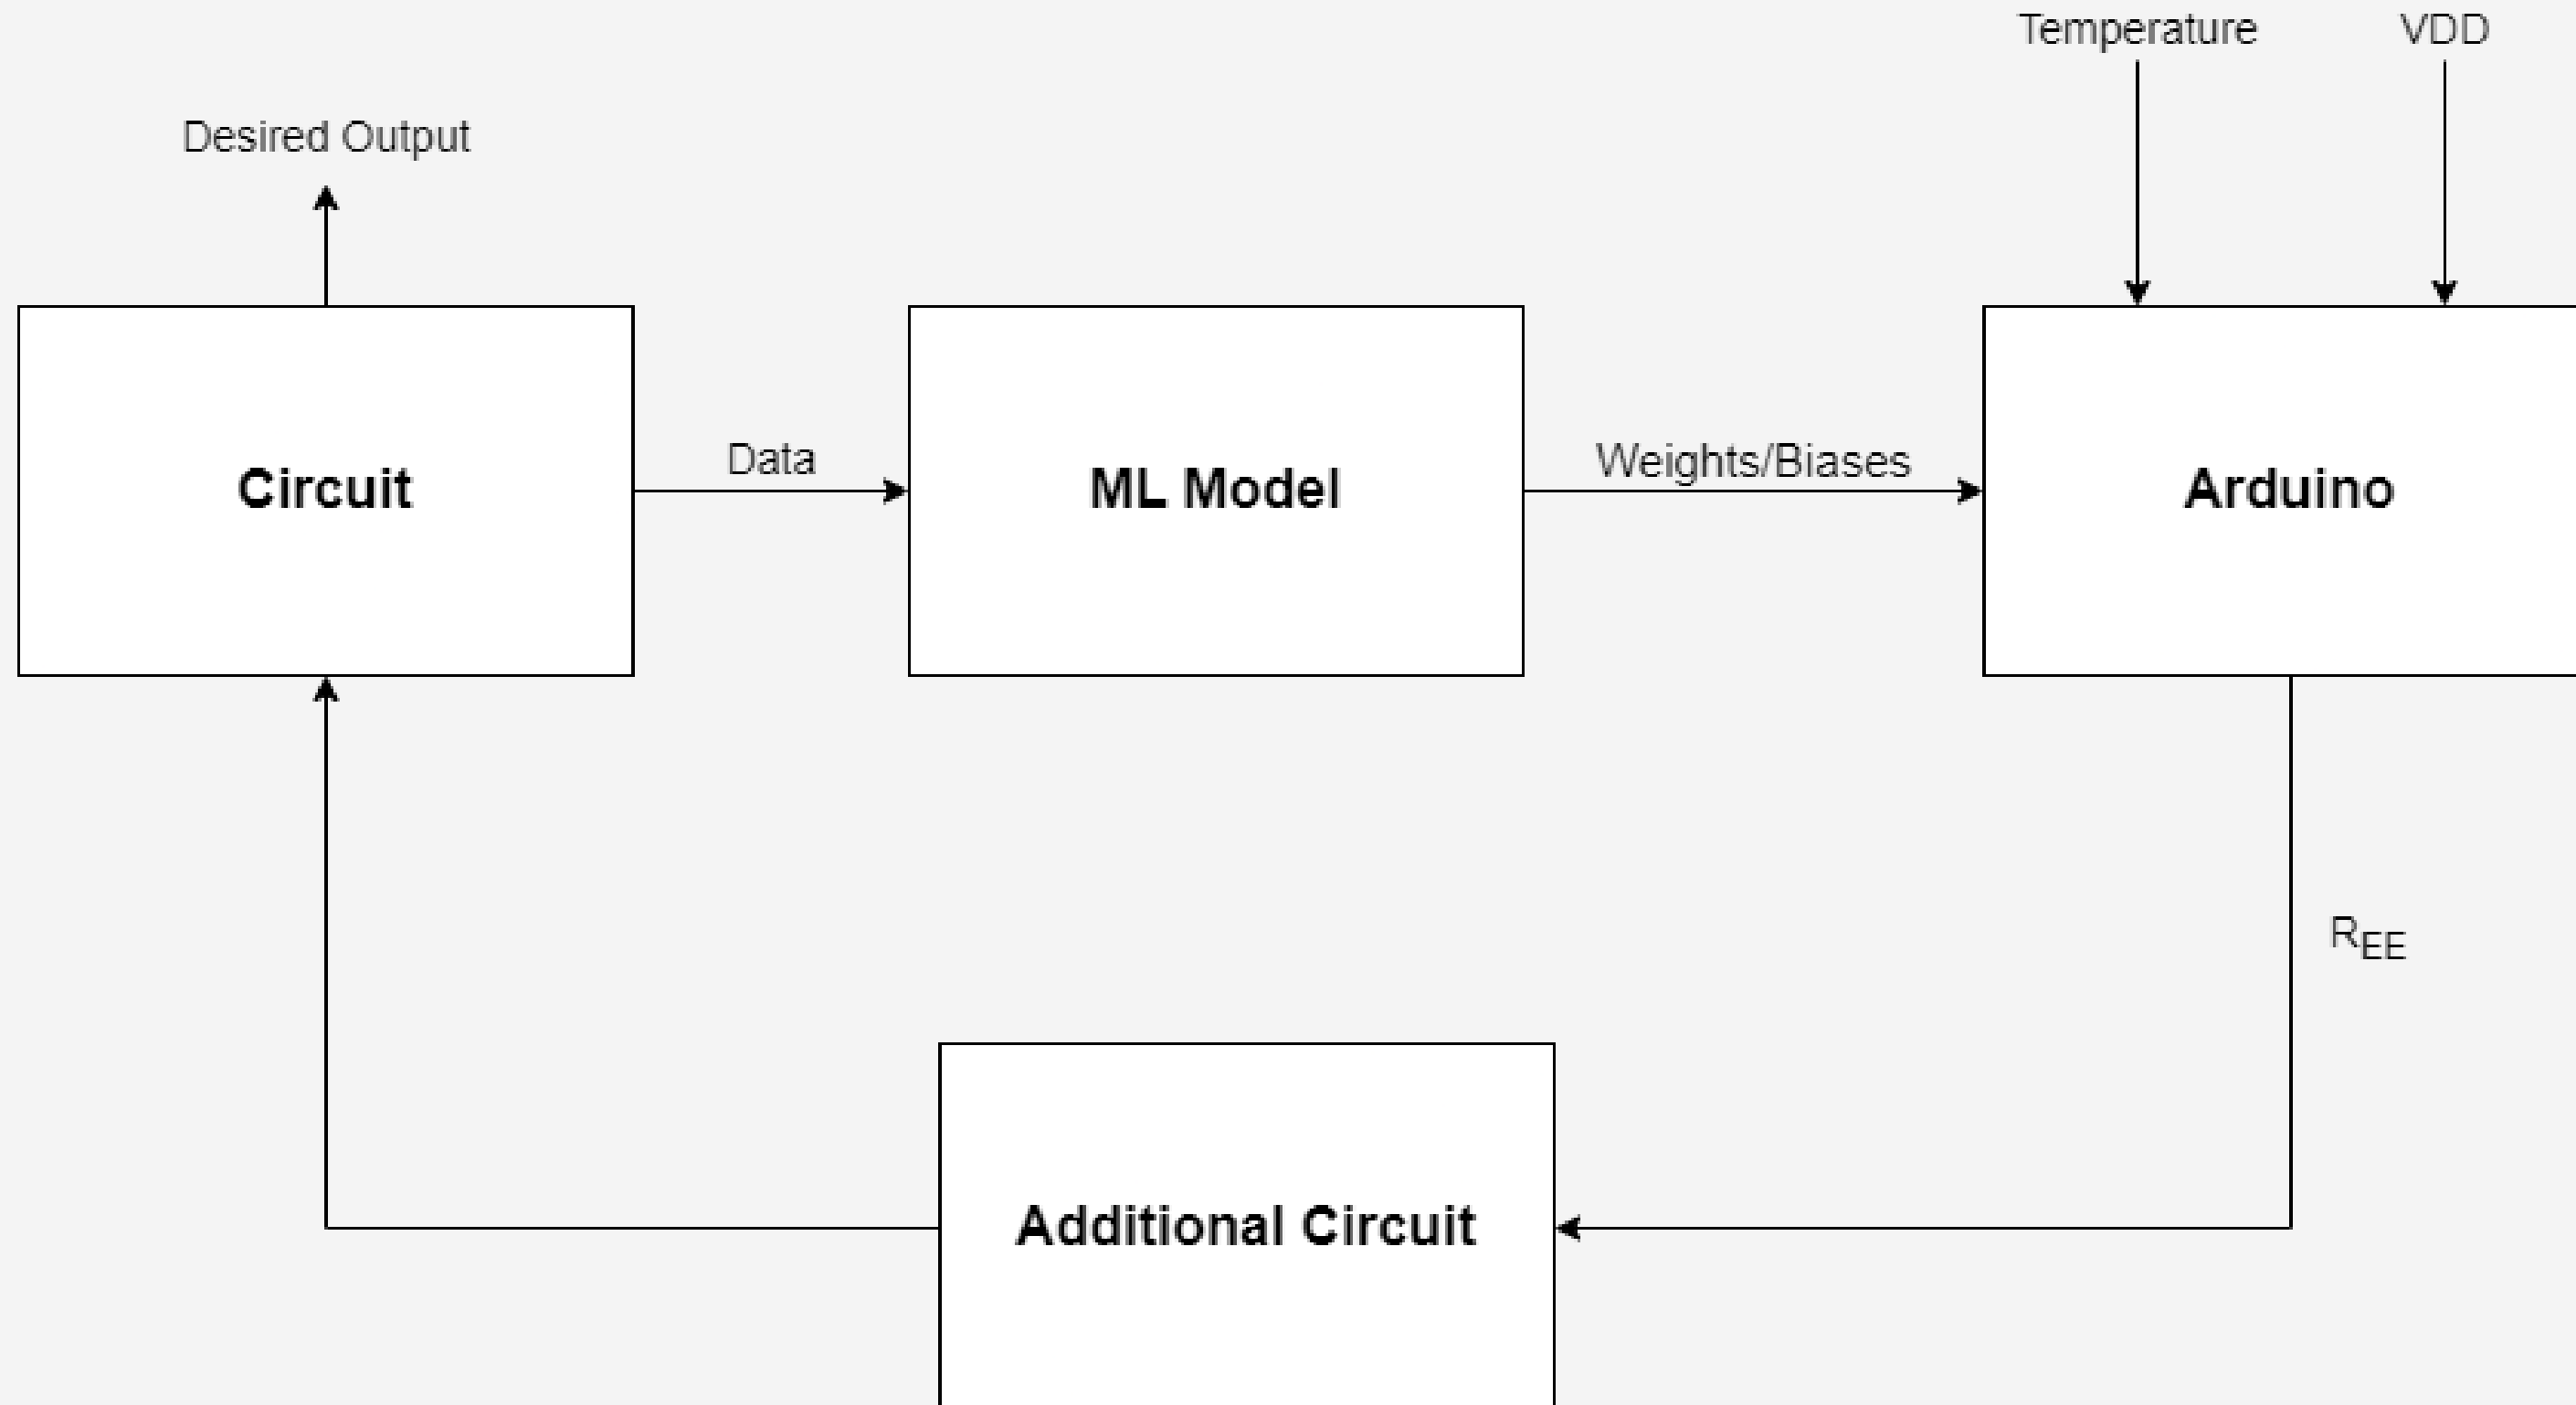 Temperature
VDD
Desired Output
Circuit
Data
ML Model
Weights/Biases
Arduino
REE
Additional Circuit